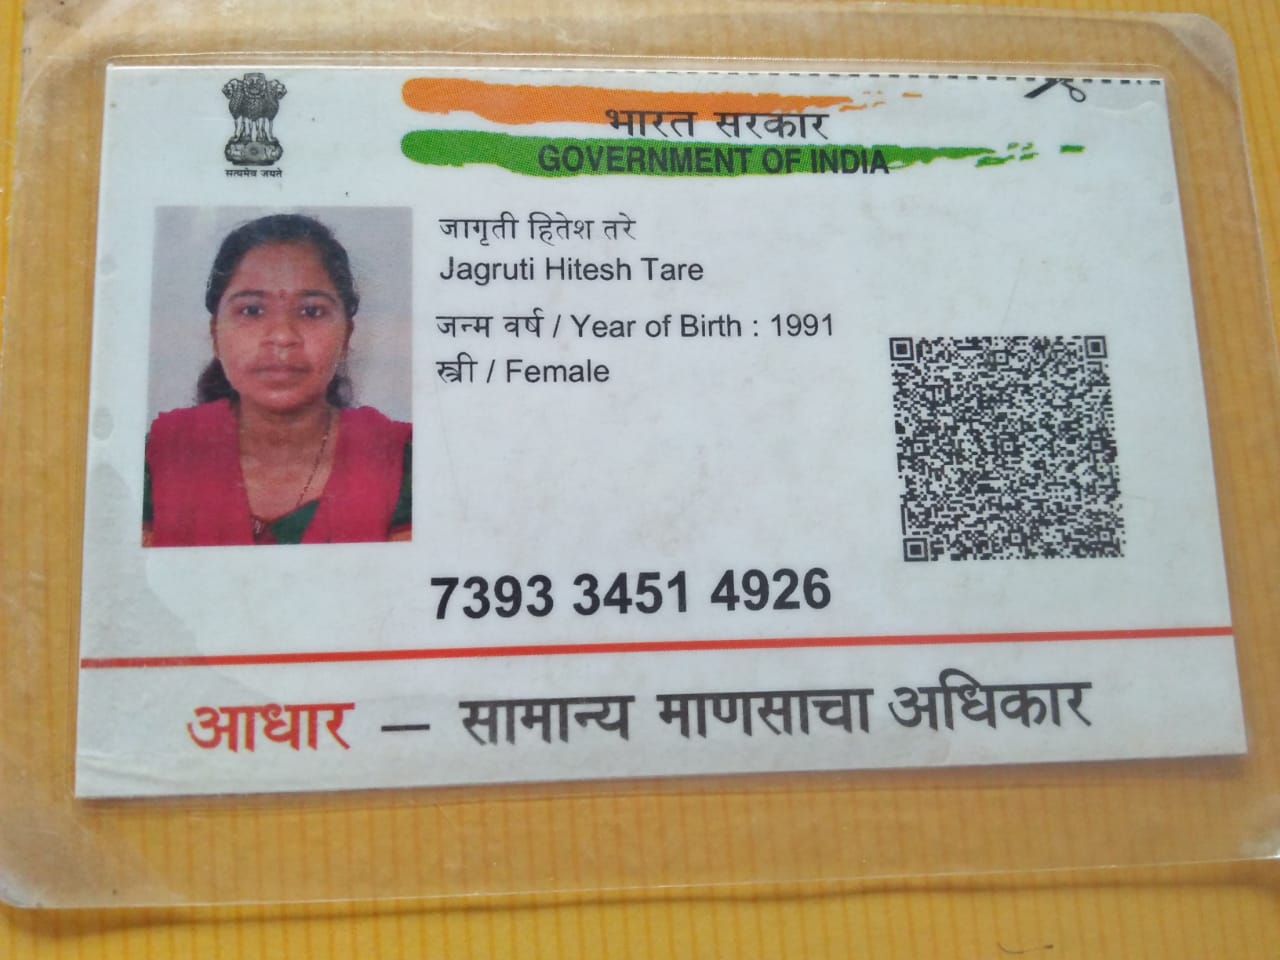 सत्यमेव जयते
भारत सरकार
GOVERNMENT OF INDIA
जागृती हितेश तरे
Jagruti Hitesh Tare
जन्म वर्ष / Year of Birth : 1991
स्त्री / Female
7393 3451 4926
आधार — सामान्य माणसाचा अधिकार